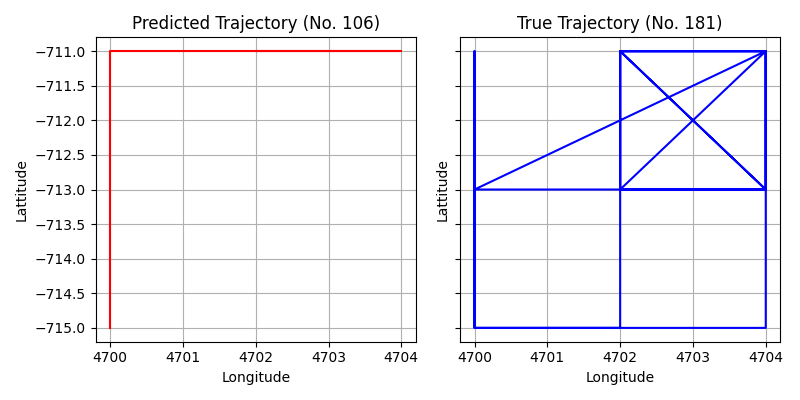 Predicted Trajectory (No. 106)
True Trajectory (No. 181)
Lattitude
−711.0
−711.5
−712.0
−712.5
−713.0
−713.5
−714.0
−714.5
−715.0
4700 4701 4702 4703 4704
Longitude
Lattitude
4700 4701 4702 4703 4704
Longitude